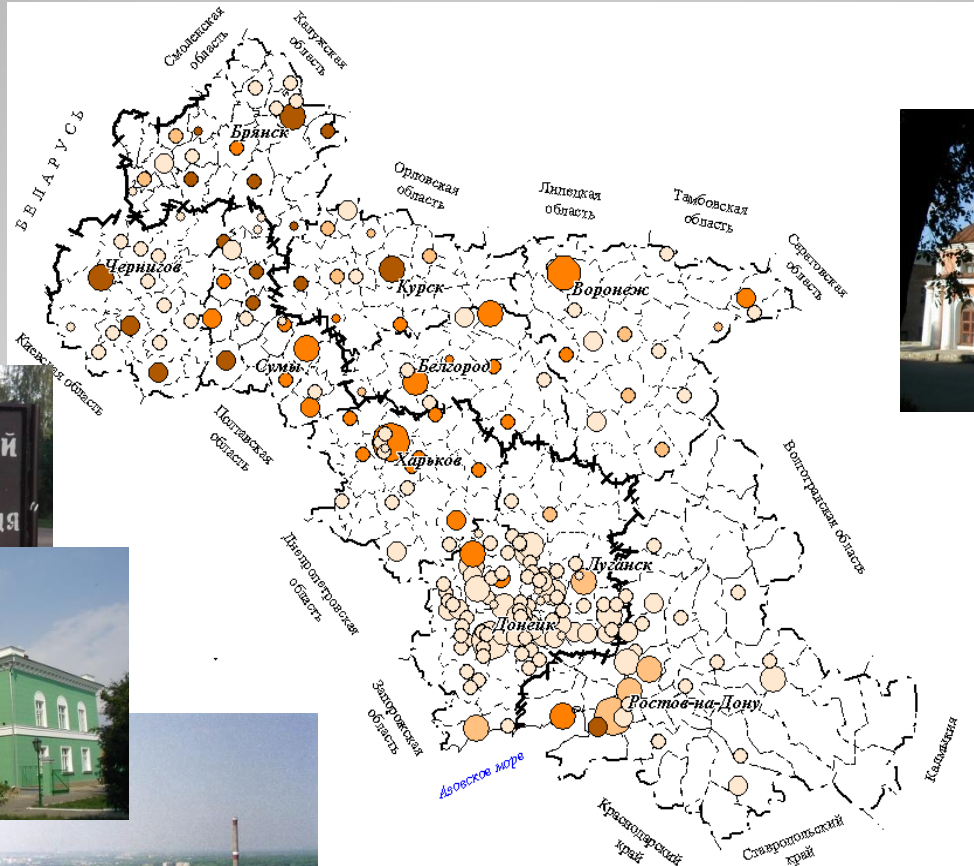 Смоленская
область
Калужская
область
БЕЛАРУСЬ
Брянск
Орловская
область
Липецкая
область
Тамбовская
область
Саратовская
область
Чернигов
Курск
Воронеж
Киевская область
Сумы
Белгород
Полтавская
область
Харьков
Волгоградская область
Й
ЦЯ"
Днепропетровская
область
Луганск
Донецк
Запорожская
область
Ростов-на-Дону
Азовское море
Калмыкия
Краснодарский
край
Ставропольский
край